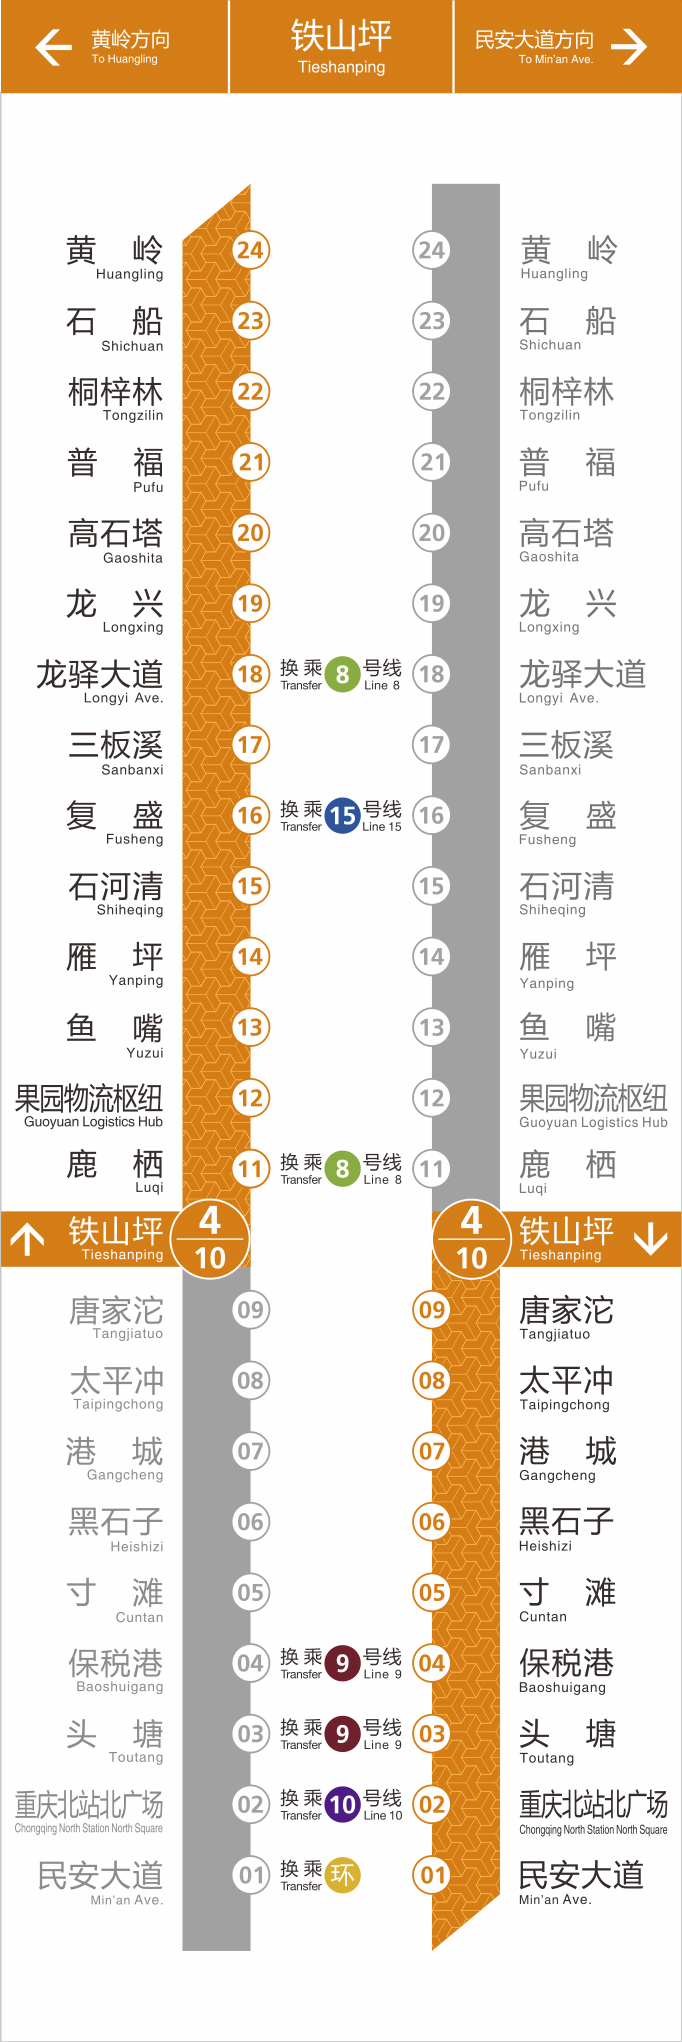 黄岭方向
To Huangling
铁山坪
Tieshanping
民安大道方向
To Min'an Ave.
黄岭 24 24 黄岭
Huangling Huangling
石船 23 23 石船
Shichuan Shichuan
桐梓林 22 22 桐梓林
Tongzilin Tongzilin
普福 21 21 普福
Pufu Pufu
高石塔 20 20 高石塔
Gaoshita Gaoshita
龙兴 19 19 龙兴
Longxing Longxing
龙驿大道 18 换乘 8 号线 18 龙驿大道
Longyi Ave. Transfer Line 8 Longyi Ave.
三板溪 17 17 三板溪
Sanbanxi Sanbanxi
复盛 16 换乘 15 号线 16 复盛
Fusheng Transfer Line 15 Fusheng
石河清 15 15 石河清
Shiheqing Shiheqing
雁坪 14 14 雁坪
Yanping Yanping
鱼嘴 13 13 鱼嘴
Yuzui Yuzui
果园物流枢纽 12 12 果园物流枢纽
Guoyuan Logistics Hub Guoyuan Logistics Hub
鹿栖 11 换乘 8 号线 11 鹿栖
Luqi Transfer Line 8 Luqi
铁山坪 4 4 铁山坪
Tieshanping 10 10 Tieshanping
唐家沱 09 09 唐家沱
Tangjiatuo Tangjiatuo
太平冲 08 08 太平冲
Taipingchong Taipingchong
港城 07 07 港城
Gangcheng Gangcheng
黑石子 06 06 黑石子
Heishizi Heishizi
寸滩 05 05 寸滩
Cuntan Cuntan
保税港 04 换乘 9 号线 04 保税港
Baoshuigang Transfer Line 9 Baoshuigang
头塘 03 换乘 9 号线 03 头塘
Toutang Transfer Line 9 Toutang
重庆北站北广场 02 换乘 10 号线 02 重庆北站北广场
Chongqing North Station North Square Transfer Line 10 Chongqing North Station North Square
民安大道 01 换乘 环 01 民安大道
Min'an Ave. Transfer Min'an Ave.